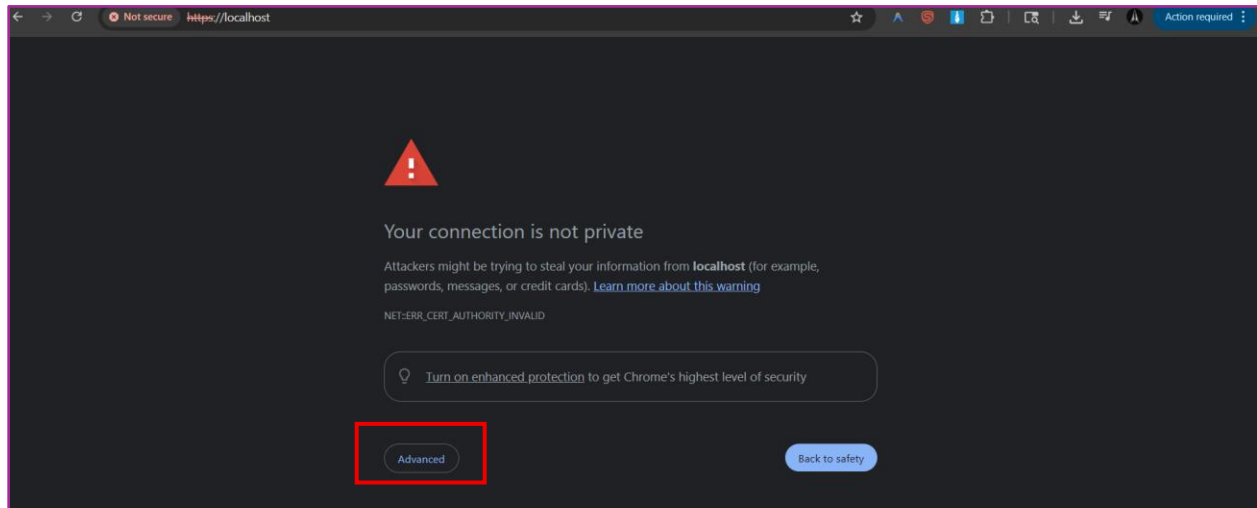 Not secure https://localhost
Action required
Your connection is not private
Attackers might be trying to steal your information from localhost (for example,
passwords, messages, or credit cards). Learn more about this warning
NET::ERR_CERT_AUTHORITY_INVALID
Turn on enhanced protection to get Chrome's highest level of security
Advanced
Back to safety